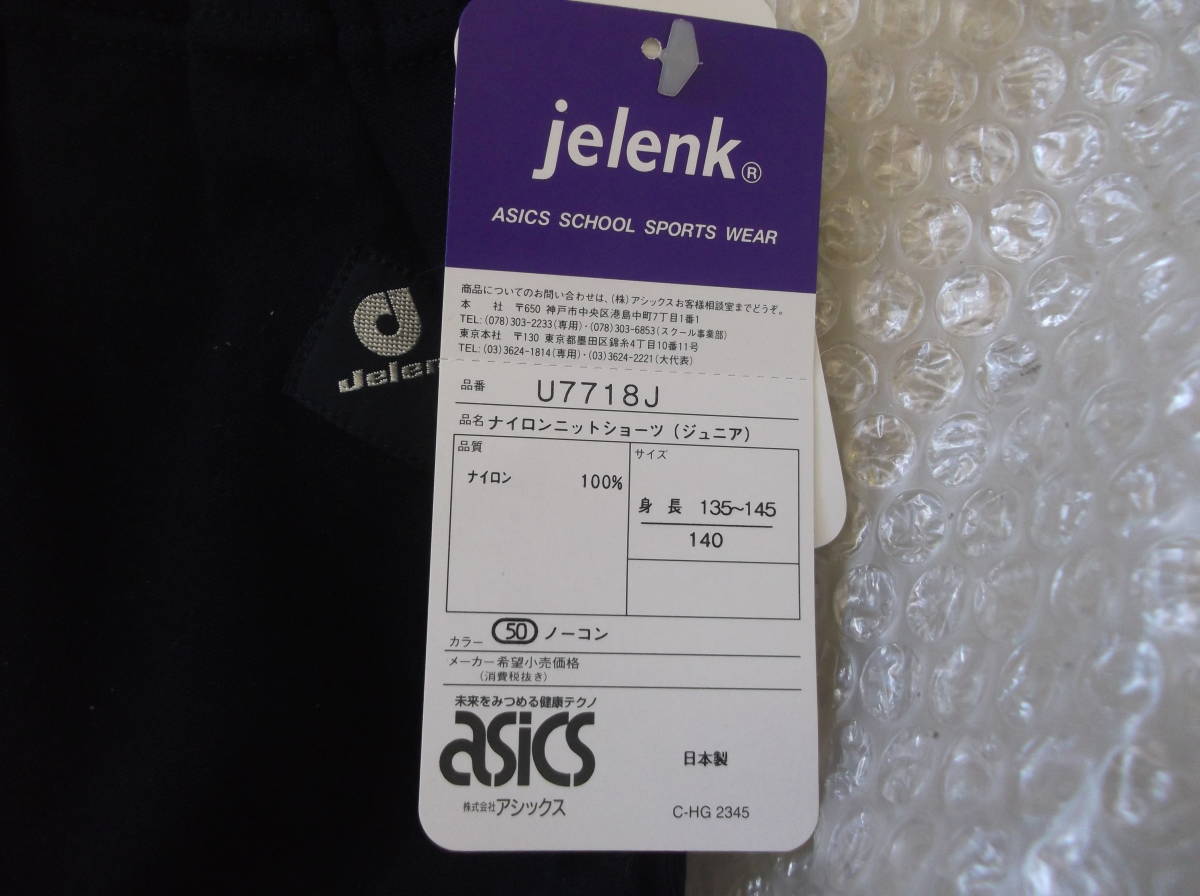 jelenk®
ASICS SCHOOL SPORTS WEAR
商品についてのお問い合わせは、(株)アシックスお客様相談室までどうぞ。
本 社 〒650 神戸市中央区港島中町7丁目1番1
TEL:(078)303-2233(専用)・(078)303-6853(スクール事業部)
東京本社 〒130 東京都墨田区錦糸4丁目10番11号
TEL:(03)3624-1814(専用)・(03)3624-2221(大代表)
品番 U7718J
品名 ナイロンニットショーツ(ジュニア)
品質
ナイロン 100%
サイズ
身長 135~145
140
カラー 50 ノーコン
メーカー希望小売価格
(消費税抜き)
未来をみつめる健康テクノ
asics
株式会社アシックス
日本製
C-HG 2345
Jelen